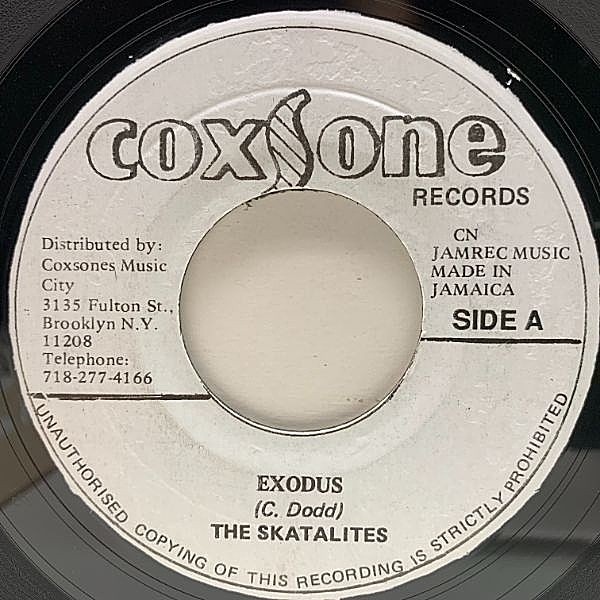 coxsone
RECORDS
Distributed by:
Coxsones Music
City
3135 Fulton St.,
Brooklyn N.Y.
11208
Telephone:
718-277-4166
CN
JAMREC MUSIC
MADE IN
JAMAICA
SIDE A
EXODUS
(C. Dodd)
THE SKATALITES
UNAUTHORISED COPYING OF THIS RECORDING IS STRICTLY PROHIBITED